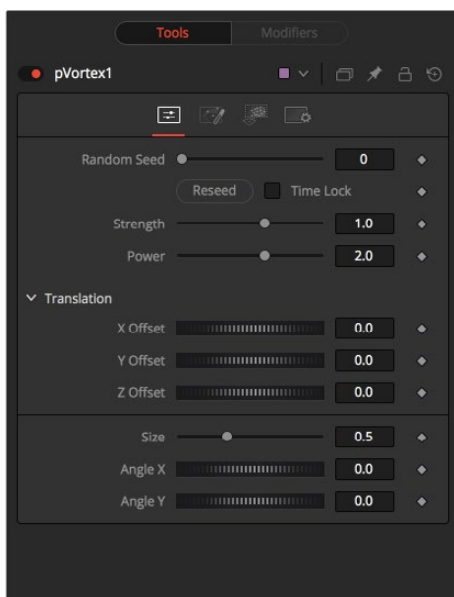 Tools Modifiers
pVortex1
Random Seed 0
Reseed Time Lock
Strength 1.0
Power 2.0
Translation
X Offset 0.0
Y Offset 0.0
Z Offset 0.0
Size 0.5
Angle X 0.0
Angle Y 0.0